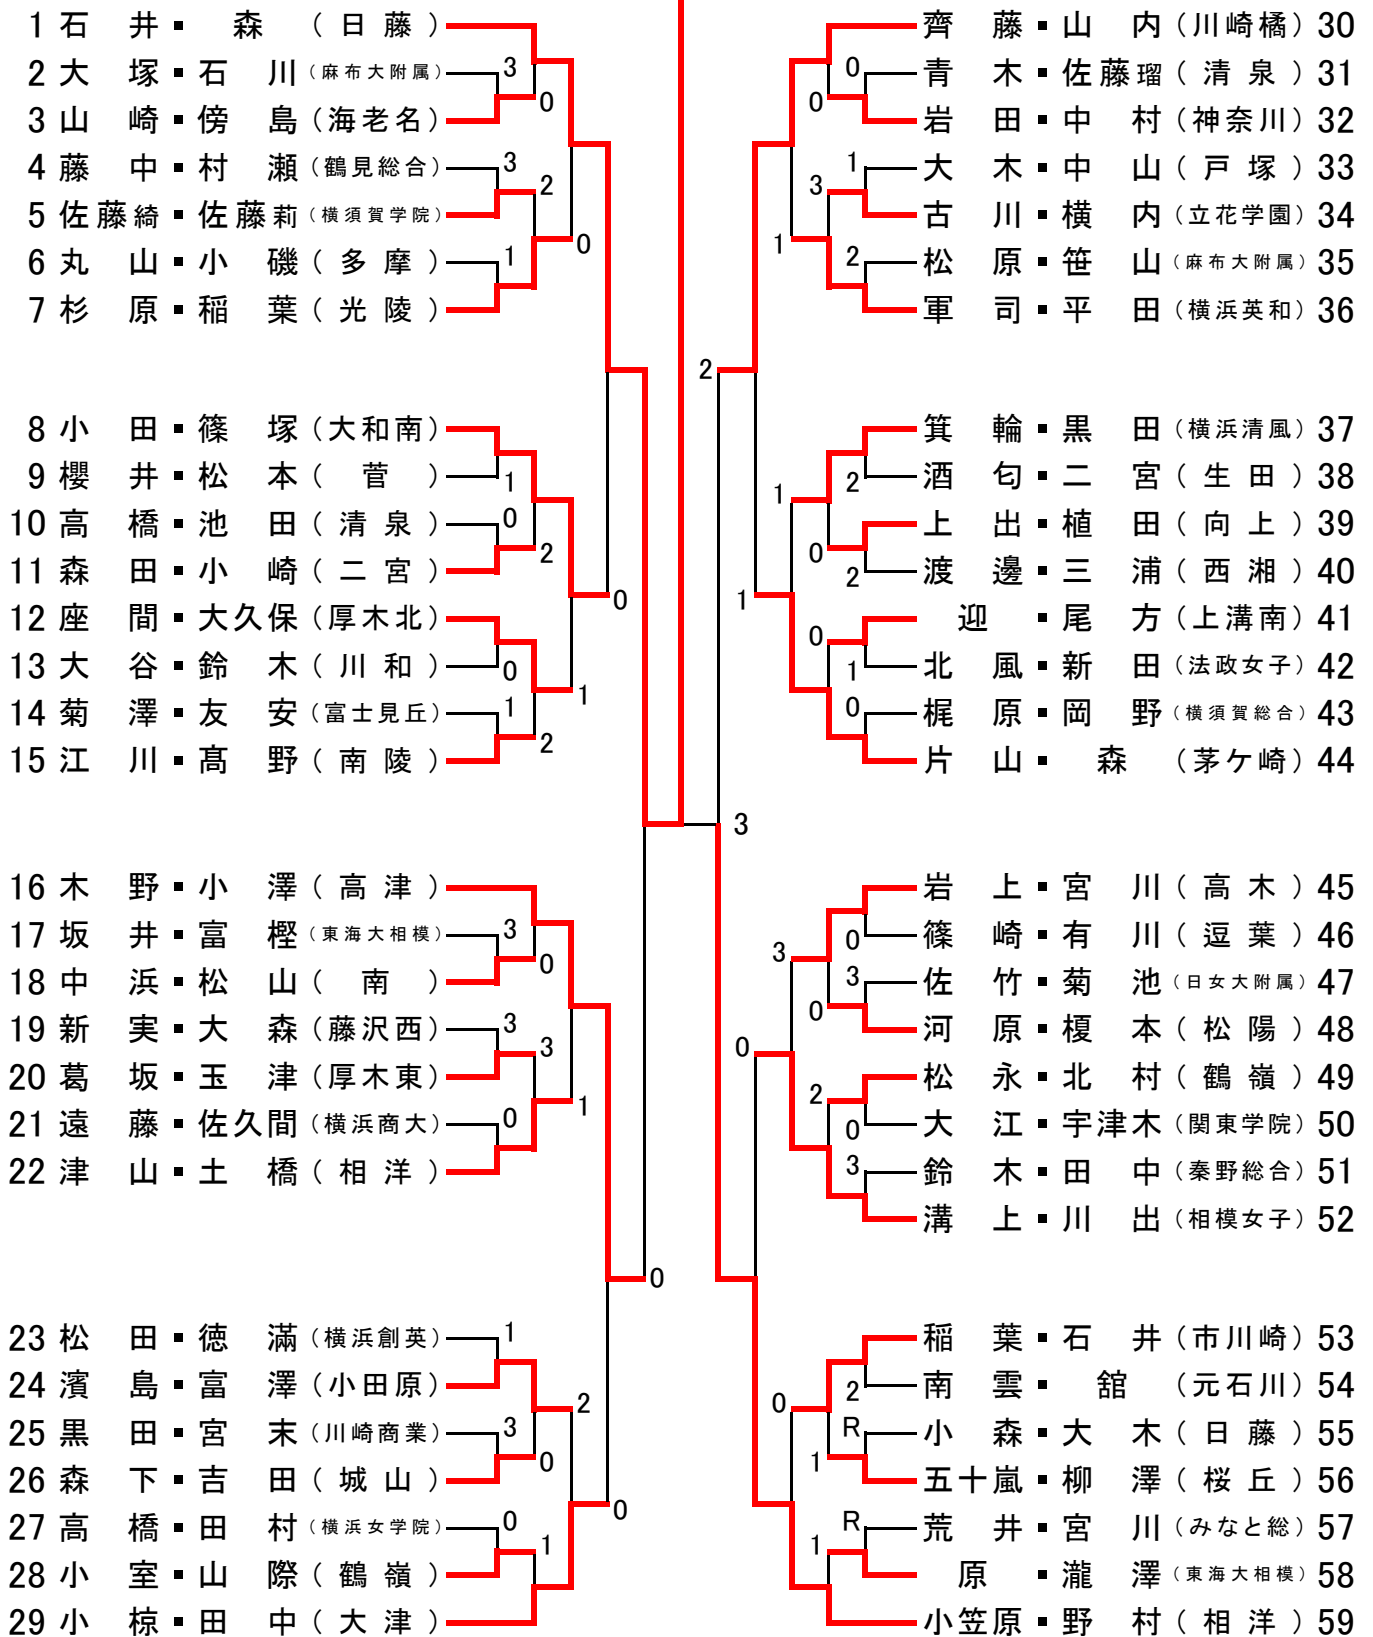 1 石井・森（日藤）
2 大塚・石川（麻布大附属）3
0
3 山崎・傍島（海老名）
4 藤中・村瀬（鶴見総合）3
2
5 佐藤綺・佐藤莉（横須賀学院）
0
6 丸山・小磯（多摩）1
7 杉原・稲葉（光陵）
8 小田・篠塚（大和南）
9 櫻井・松本（菅）1
10 高橋・池田（清泉）0
2
11 森田・小崎（二宮）
0
12 座間・大久保（厚木北）
13 大谷・鈴木（川和）0
1
14 菊澤・友安（富士見丘）1
2
15 江川・髙野（南陵）
16 木野・小澤（高津）
17 坂井・富樫（東海大相模）3
0
18 中浜・松山（南）
19 新実・大森（藤沢西）3
3
20 葛坂・玉津（厚木東）
1
21 遠藤・佐久間（横浜商大）0
22 津山・土橋（相洋）
0
23 松田・徳滿（横浜創英）1
24 濱島・富澤（小田原）
2
25 黒田・宮末（川崎商業）3
0
26 森下・吉田（城山）
0
27 高橋・田村（横浜女学院）0
1
28 小室・山際（鶴嶺）
29 小椋・田中（大津）
齊藤・山内（川崎橘）30
0 青木・佐藤瑠（清泉）31
0
岩田・中村（神奈川）32
1 大木・中山（戸塚）33
3
古川・横内（立花学園）34
1
2 松原・笹山（麻布大附属）35
軍司・平田（横浜英和）36
2
箕輪・黒田（横浜清風）37
2 酒匂・二宮（生田）38
1
上出・植田（向上）39
0
2 渡邊・三浦（西湘）40
1
迎・尾方（上溝南）41
0
1 北風・新田（法政女子）42
0 梶原・岡野（横須賀総合）43
片山・森（茅ケ崎）44
3
岩上・宮川（高木）45
0 篠崎・有川（逗葉）46
3
3 佐竹・菊池（日女大附属）47
0
河原・榎本（松陽）48
0
松永・北村（鶴嶺）49
2
0 大江・宇津木（関東学院）50
3 鈴木・田中（秦野総合）51
溝上・川出（相模女子）52
稲葉・石井（市川崎）53
2 南雲・舘（元石川）54
0
R 小森・大木（日藤）55
1
五十嵐・柳澤（桜丘）56
R 荒井・宮川（みなと総）57
1
原・瀧澤（東海大相模）58
小笠原・野村（相洋）59